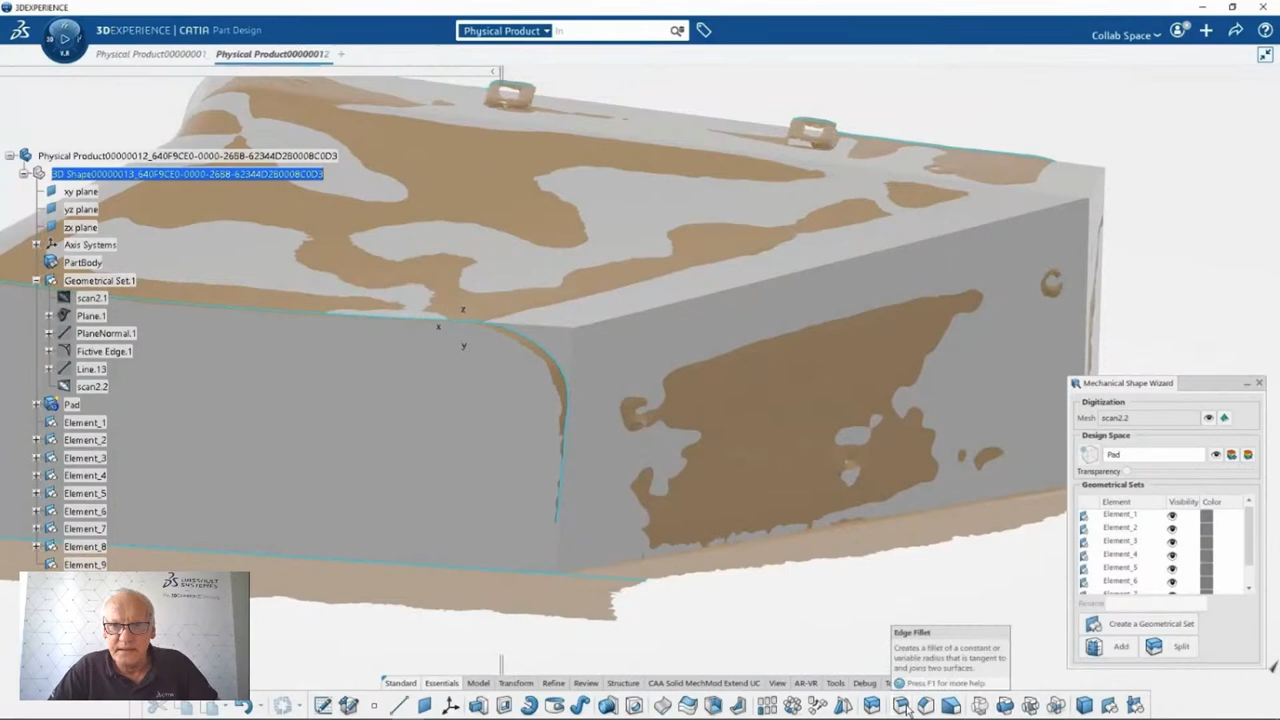 3DEXPERIENCE
3DEXPERIENCE | CATIA Part Design
Physical Product
in
Collab Space
V.R
Physical Product00000001
Physical Product00000012
Physical Product00000012_640F9CE0-0000-26B8-62344D2B0008C0D3
3D Shape00000013_640F9CE0-0000-26B8-62344D2B0008C0D3
xy plane
yz plane
zx plane
Axis Systems
PartBody
Geometrical Set.1
scan2.1
Plane.1
PlaneNormal.1
Fictive Edge.1
Line.13
scan2.2
Pad
Element_1
Element_2
Element_3
Element_4
Element_5
Element_6
Element_7
Element_8
Element_9
z
x
y
Mechanical Shape Wizard
Digitization
Mesh scan2.2
Design Space
Pad
Transparency
Geometrical Sets
Element Visibility Color
Element_1
Element_2
Element_3
Element_4
Element_5
Element_6
Rename
Create a Geometrical Set
Add Split
Edge Fillet
Creates a fillet of a constant or
variable radius that is tangent to
and joins two surfaces.
Press F1 for more help.
Standard Essentials Model Transform Refine Review Structure CAA Solid MechMod Extend UC View AR-VR Tools Debug
DASSAULT
SYSTEMES
CATIA